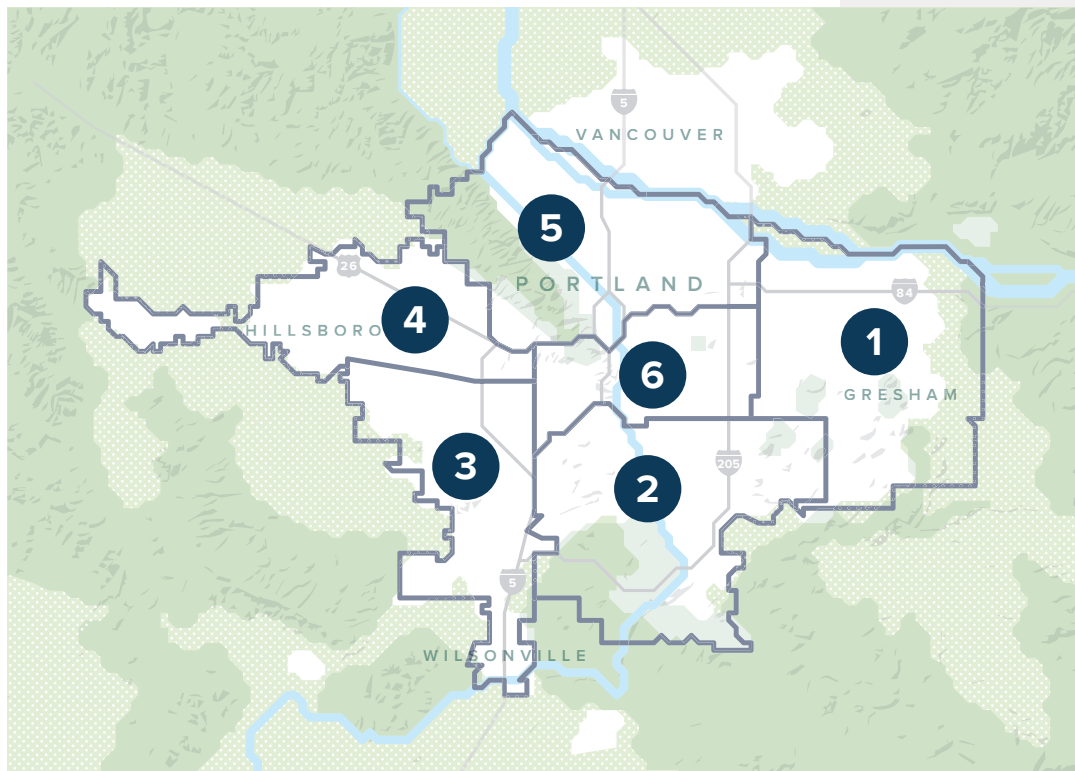 5
VANCOUVER
5
26
PORTLAND
84
4
HILLSBORO
1
6
GRESHAM
3
205
2
5
WILSONVILLE